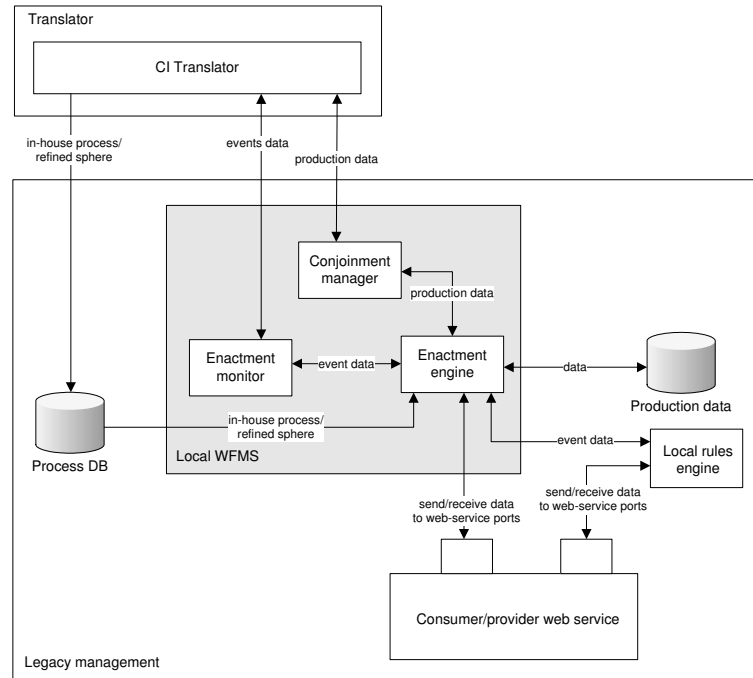 Translator
CI Translator
in-house process/
refined sphere
events data
production data
Conjoinment
manager
production data
Enactment
monitor
event data
Enactment
engine
data
Production data
in-house process/
refined sphere
Process DB
Local WFMS
event data
Local rules
engine
send/receive data
to web-service ports
send/receive data
to web-service ports
Consumer/provider web service
Legacy management